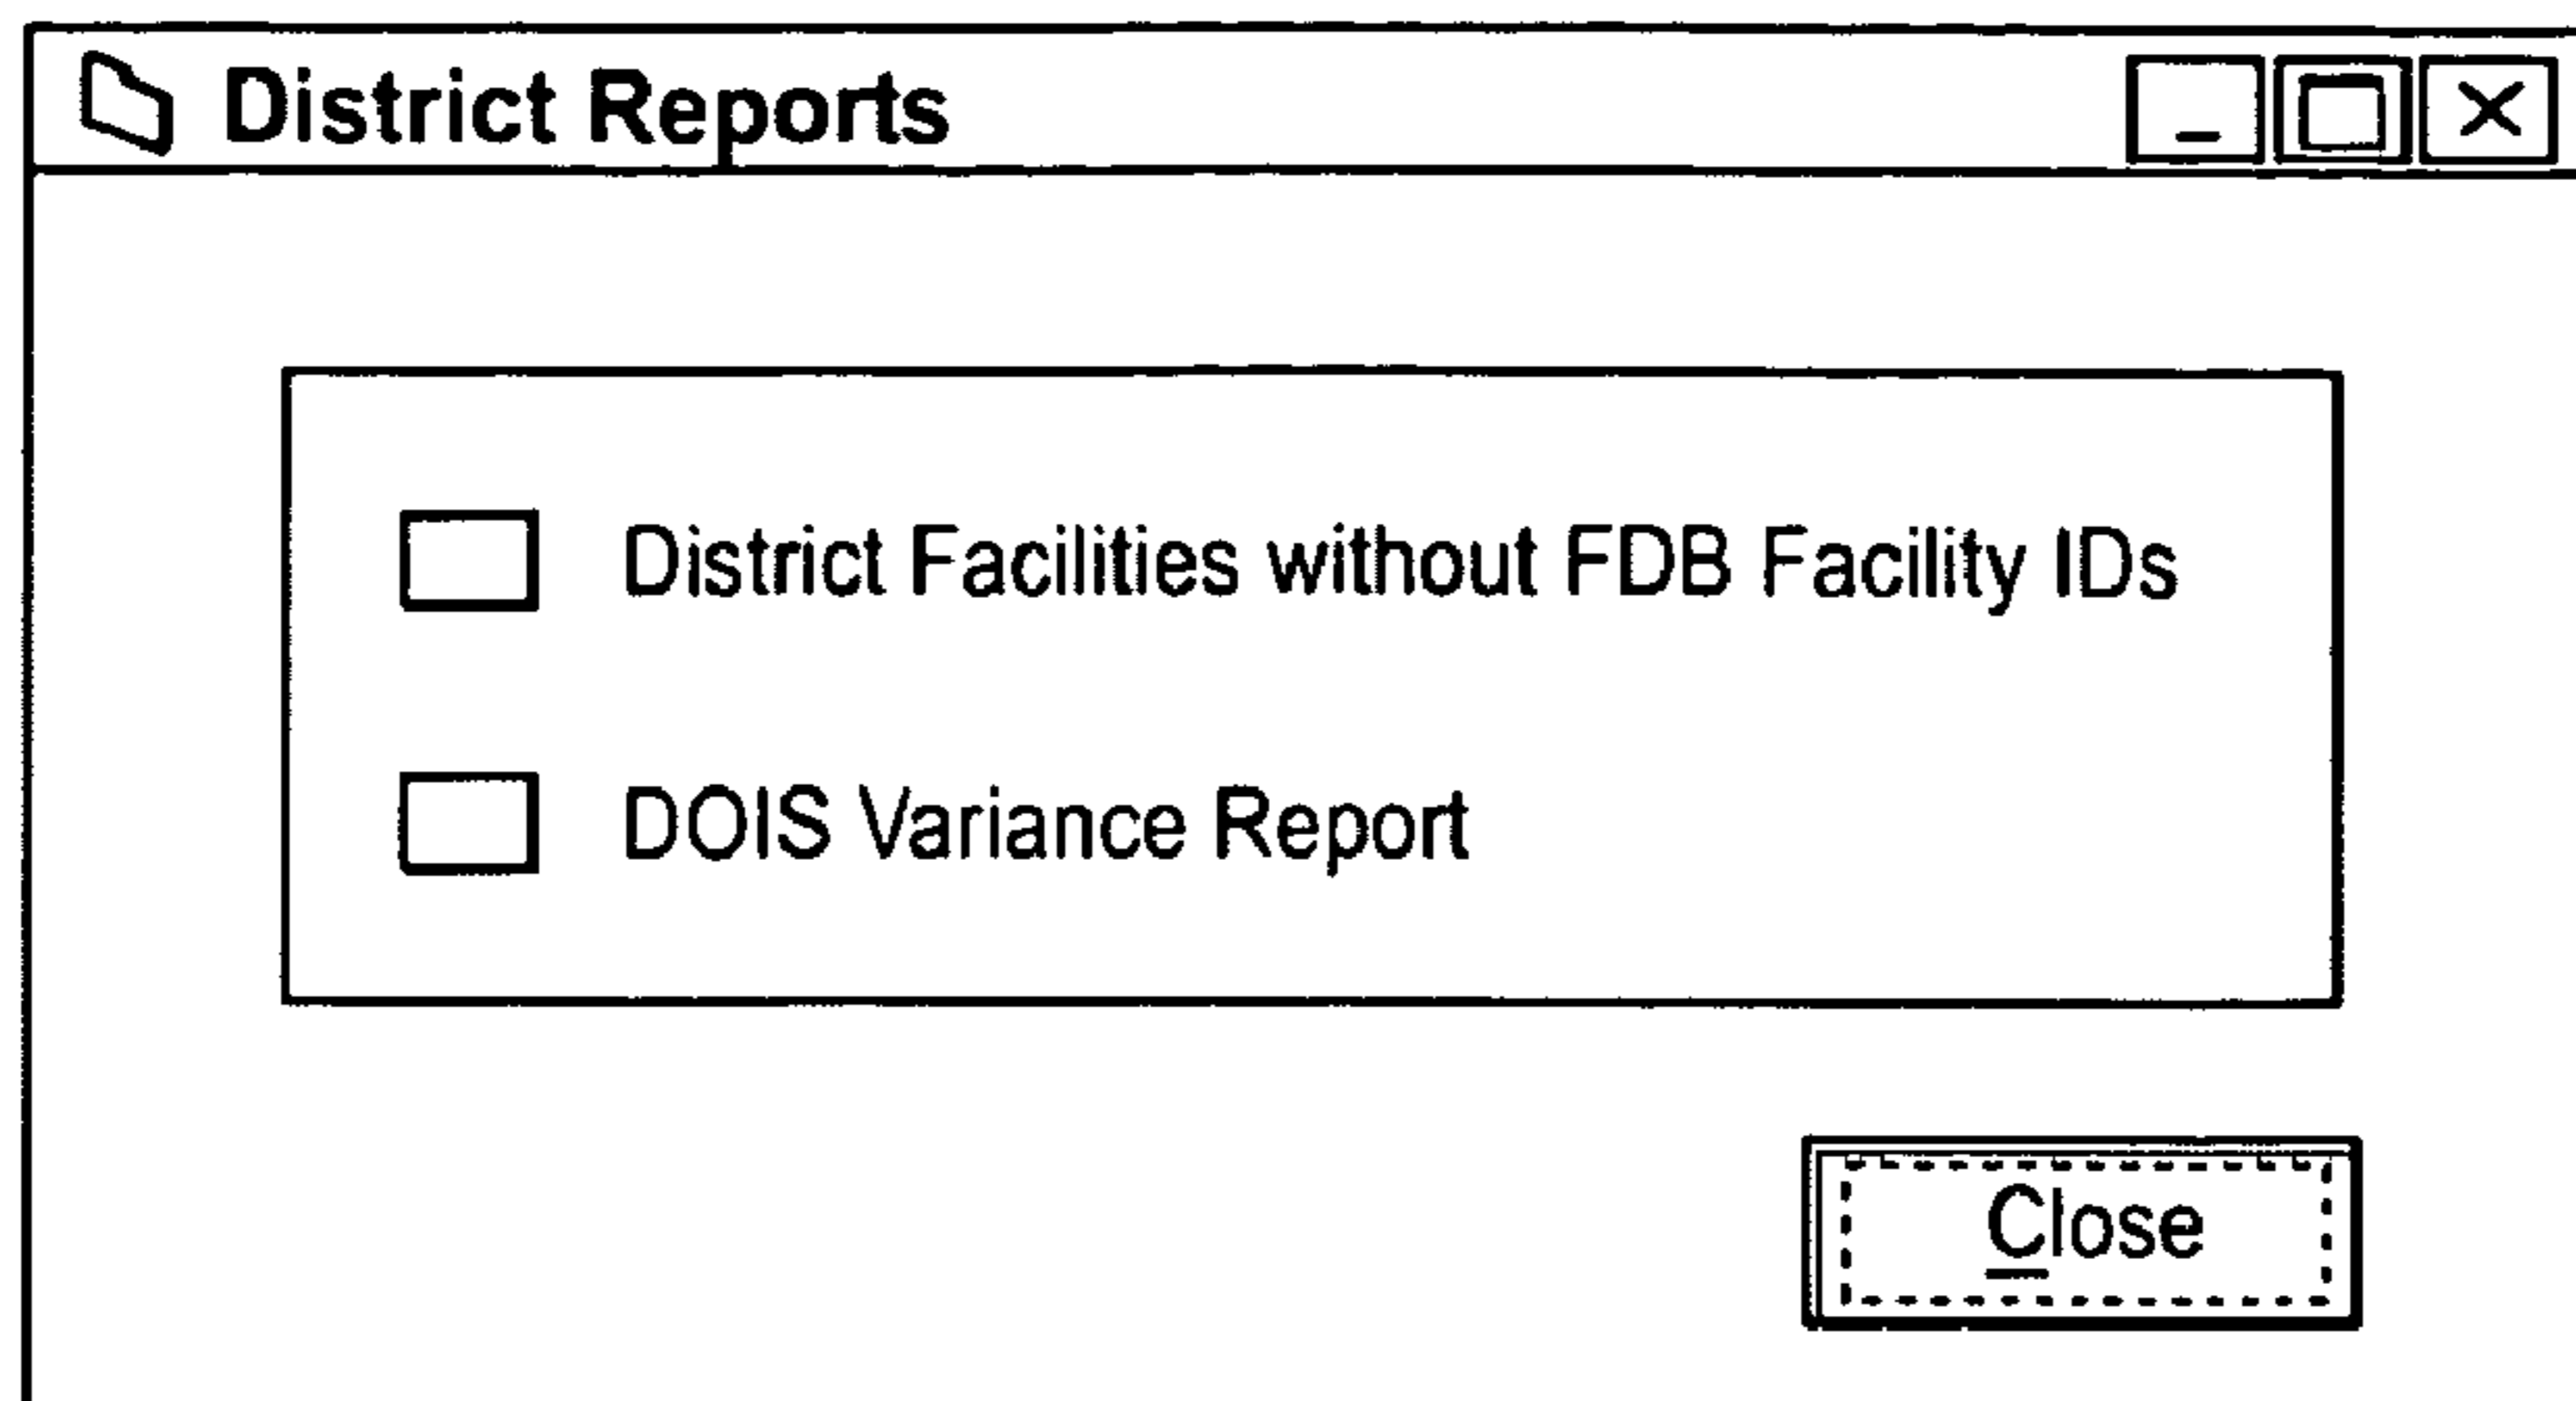 District Reports
District Facilities without FDB Facility IDs
DOIS Variance Report
Close